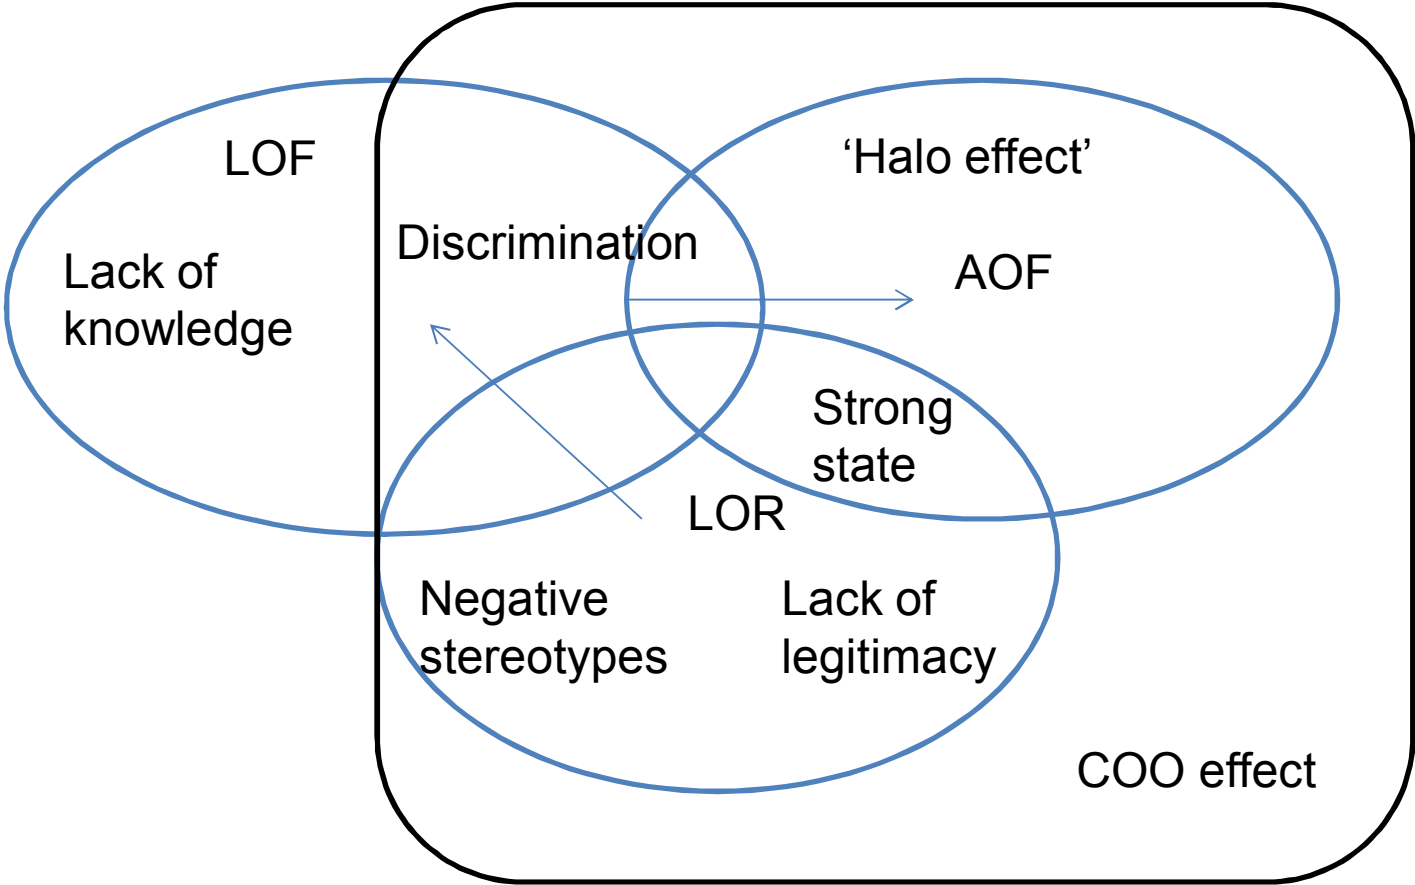 LOF
‘Halo effect’
Discrimination
Lack of
knowledge
AOF
Strong
state
LOR
Negative
stereotypes
Lack of
legitimacy
COO effect